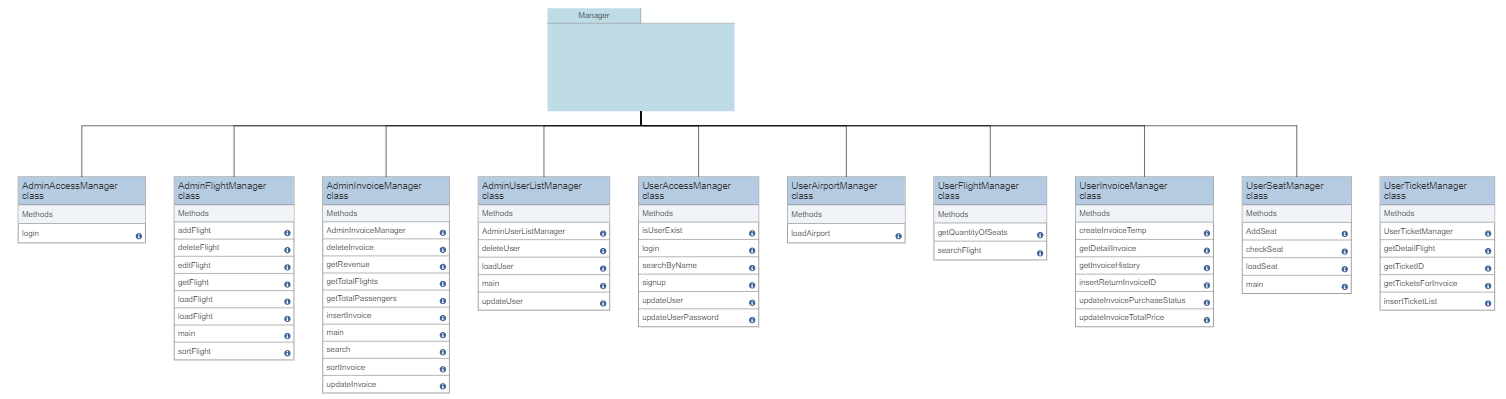 Manager
AdminAccessManager
class
Methods
login
AdminFlightManager
class
Methods
addFlight
deleteFlight
editFlight
getFlight
loadFlight
loadFlight
main
sortFlight
AdminInvoiceManager
class
Methods
AdminInvoiceManager
deleteInvoice
getRevenue
getTotalFlights
getTotalPassengers
insertInvoice
main
search
sortInvoice
updateInvoice
AdminUserListManager
class
Methods
AdminUserListManager
deleteUser
loadUser
main
updateUser
UserAccessManager
class
Methods
isUserExist
login
searchByName
signup
updateUser
updateUserPassword
UserAirportManager
class
Methods
loadAirport
UserFlightManager
class
Methods
getQuantityOfSeats
searchFlight
UserInvoiceManager
class
Methods
createInvoiceTemp
getDetailInvoice
getInvoiceHistory
insertReturnInvoiceID
updateInvoicePurchaseStatus
updateInvoiceTotalPrice
UserSeatManager
class
Methods
AddSeat
checkSeat
loadSeat
main
UserTicketManager
class
Methods
UserTicketManager
getDetailFlight
getTicketID
getTicketsForInvoice
insertTicketList